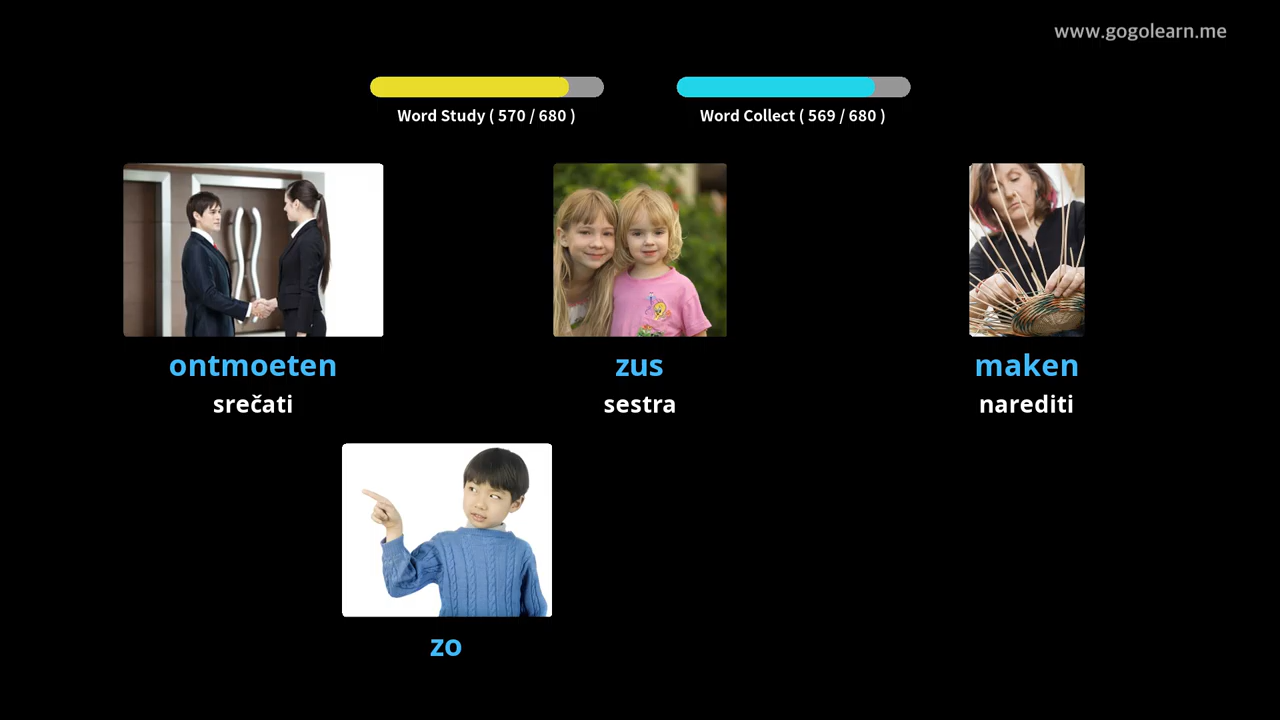 www.gogolearn.me
Word Study ( 570 / 680 )
Word Collect ( 569 / 680 )
ontmoeten
srečati
zus
sestra
maken
narediti
zo